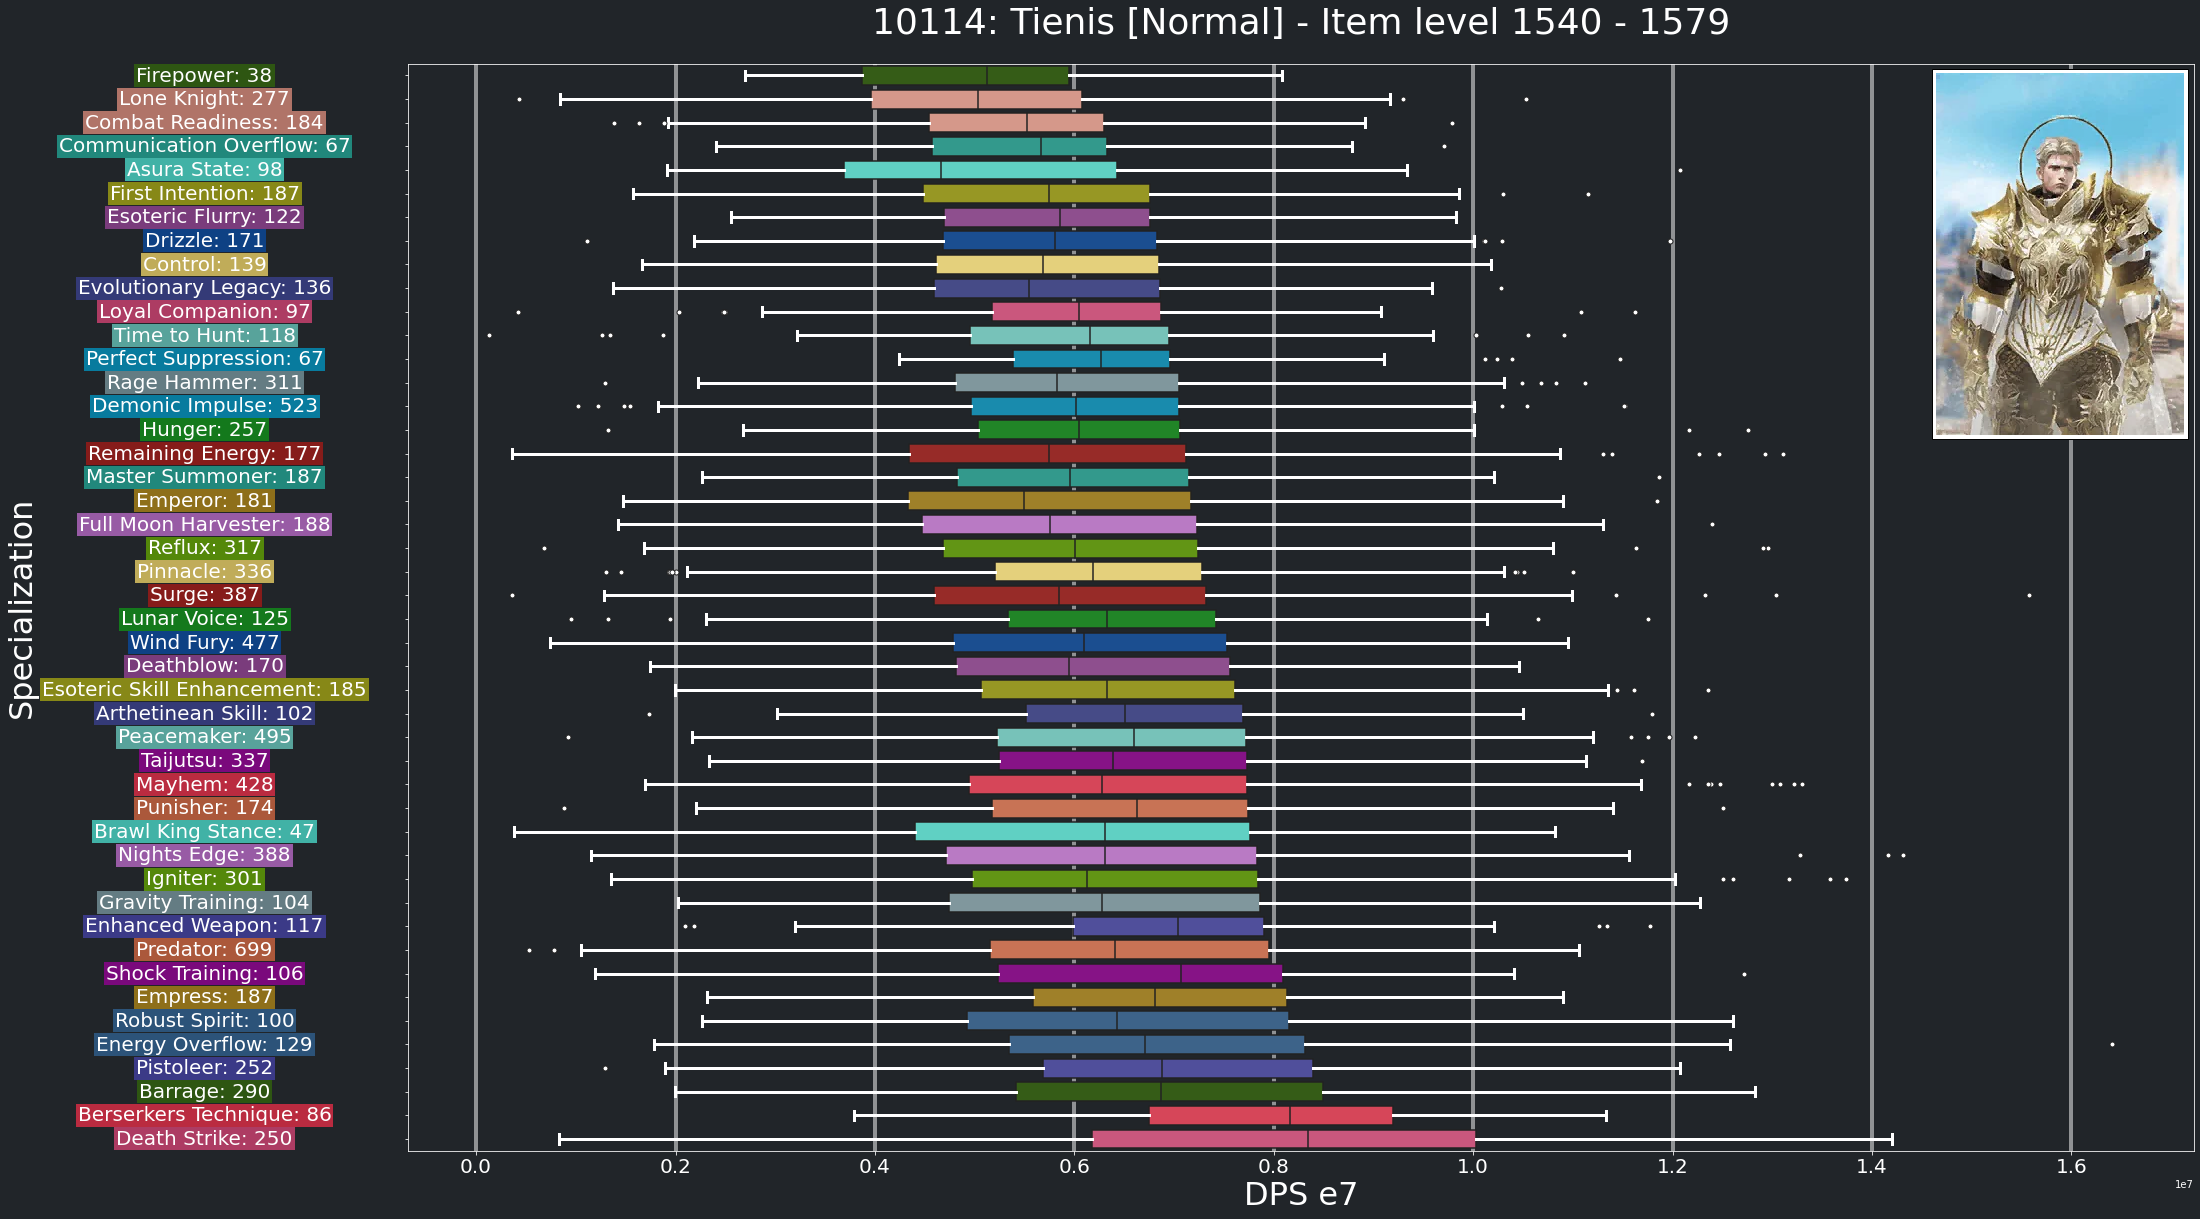 10114: Tienis [Normal] - Item level 1540 - 1579
Specialization
Firepower: 38
Lone Knight: 277
Combat Readiness: 184
Communication Overflow: 67
Asura State: 98
First Intention: 187
Esoteric Flurry: 122
Drizzle: 171
Control: 139
Evolutionary Legacy: 136
Loyal Companion: 97
Time to Hunt: 118
Perfect Suppression: 67
Rage Hammer: 311
Demonic Impulse: 523
Hunger: 257
Remaining Energy: 177
Master Summoner: 187
Emperor: 181
Full Moon Harvester: 188
Reflux: 317
Pinnacle: 336
Surge: 387
Lunar Voice: 125
Wind Fury: 477
Deathblow: 170
Esoteric Skill Enhancement: 185
Arthetinean Skill: 102
Peacemaker: 495
Taijutsu: 337
Mayhem: 428
Punisher: 174
Brawl King Stance: 47
Nights Edge: 388
Igniter: 301
Gravity Training: 104
Enhanced Weapon: 117
Predator: 699
Shock Training: 106
Empress: 187
Robust Spirit: 100
Energy Overflow: 129
Pistoleer: 252
Barrage: 290
Berserkers Technique: 86
Death Strike: 250
0.0 0.2 0.4 0.6 0.8 1.0 1.2 1.4 1.6
1e7
DPS e7